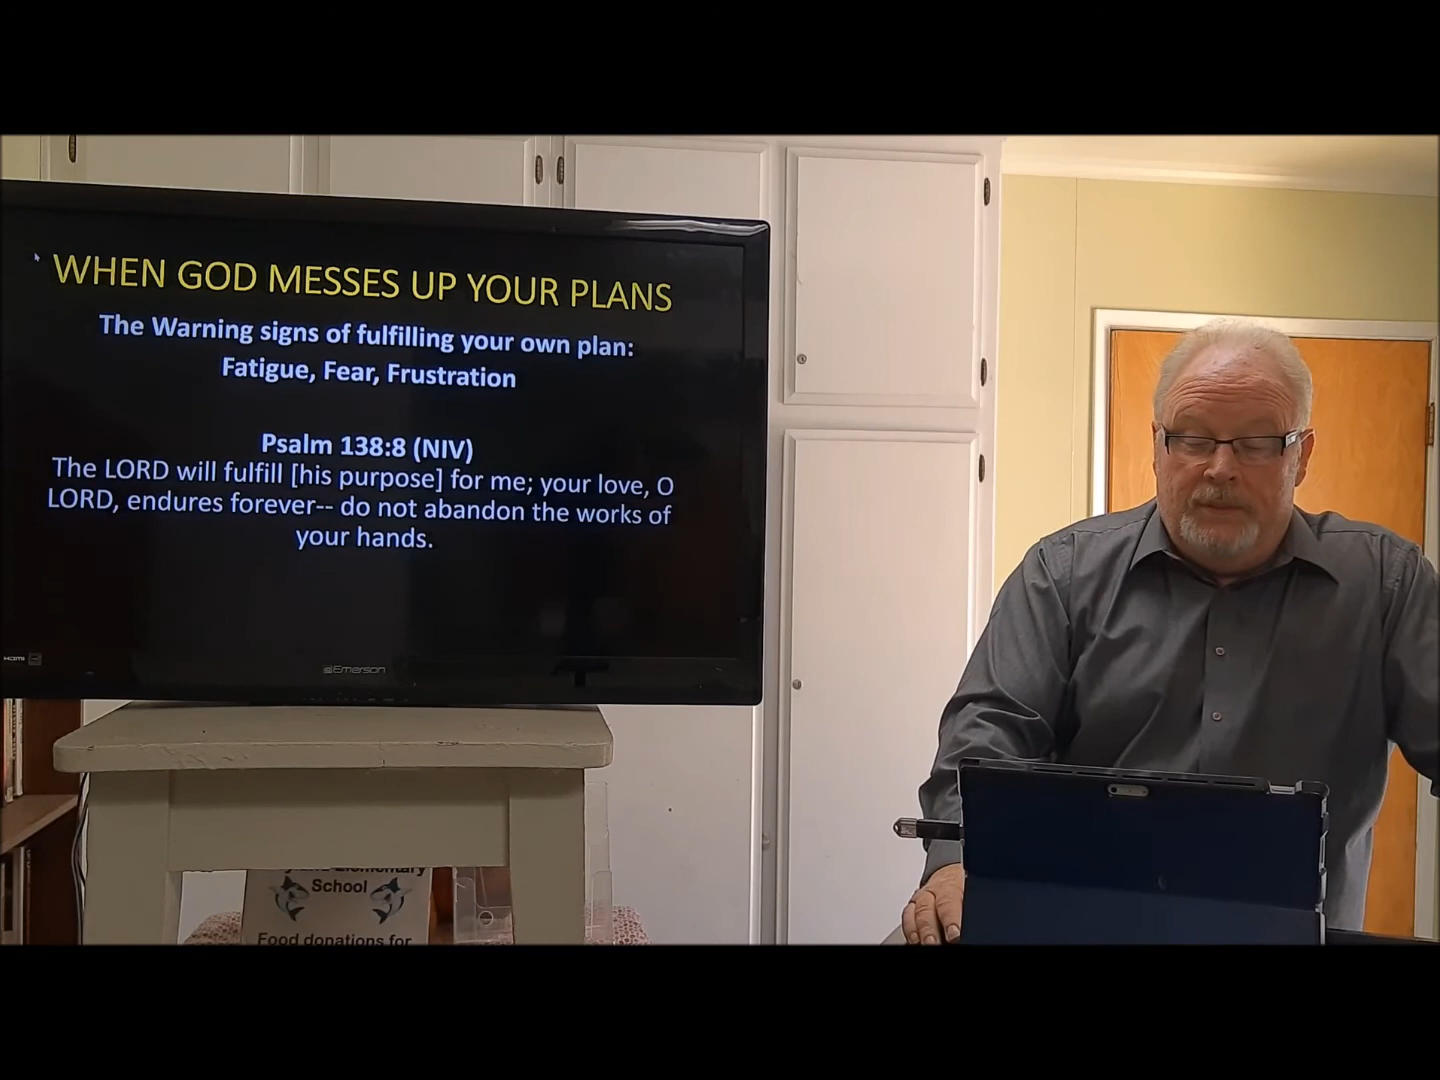 WHEN GOD MESSES UP YOUR PLANS
The Warning signs of fulfilling your own plan:
Fatigue, Fear, Frustration
Psalm 138:8 (NIV)
The LORD will fulfill [his purpose] for me; your love, O
LORD, endures forever-- do not abandon the works of
your hands.
HDMI
Emerson
Elementary
School
Food donations for